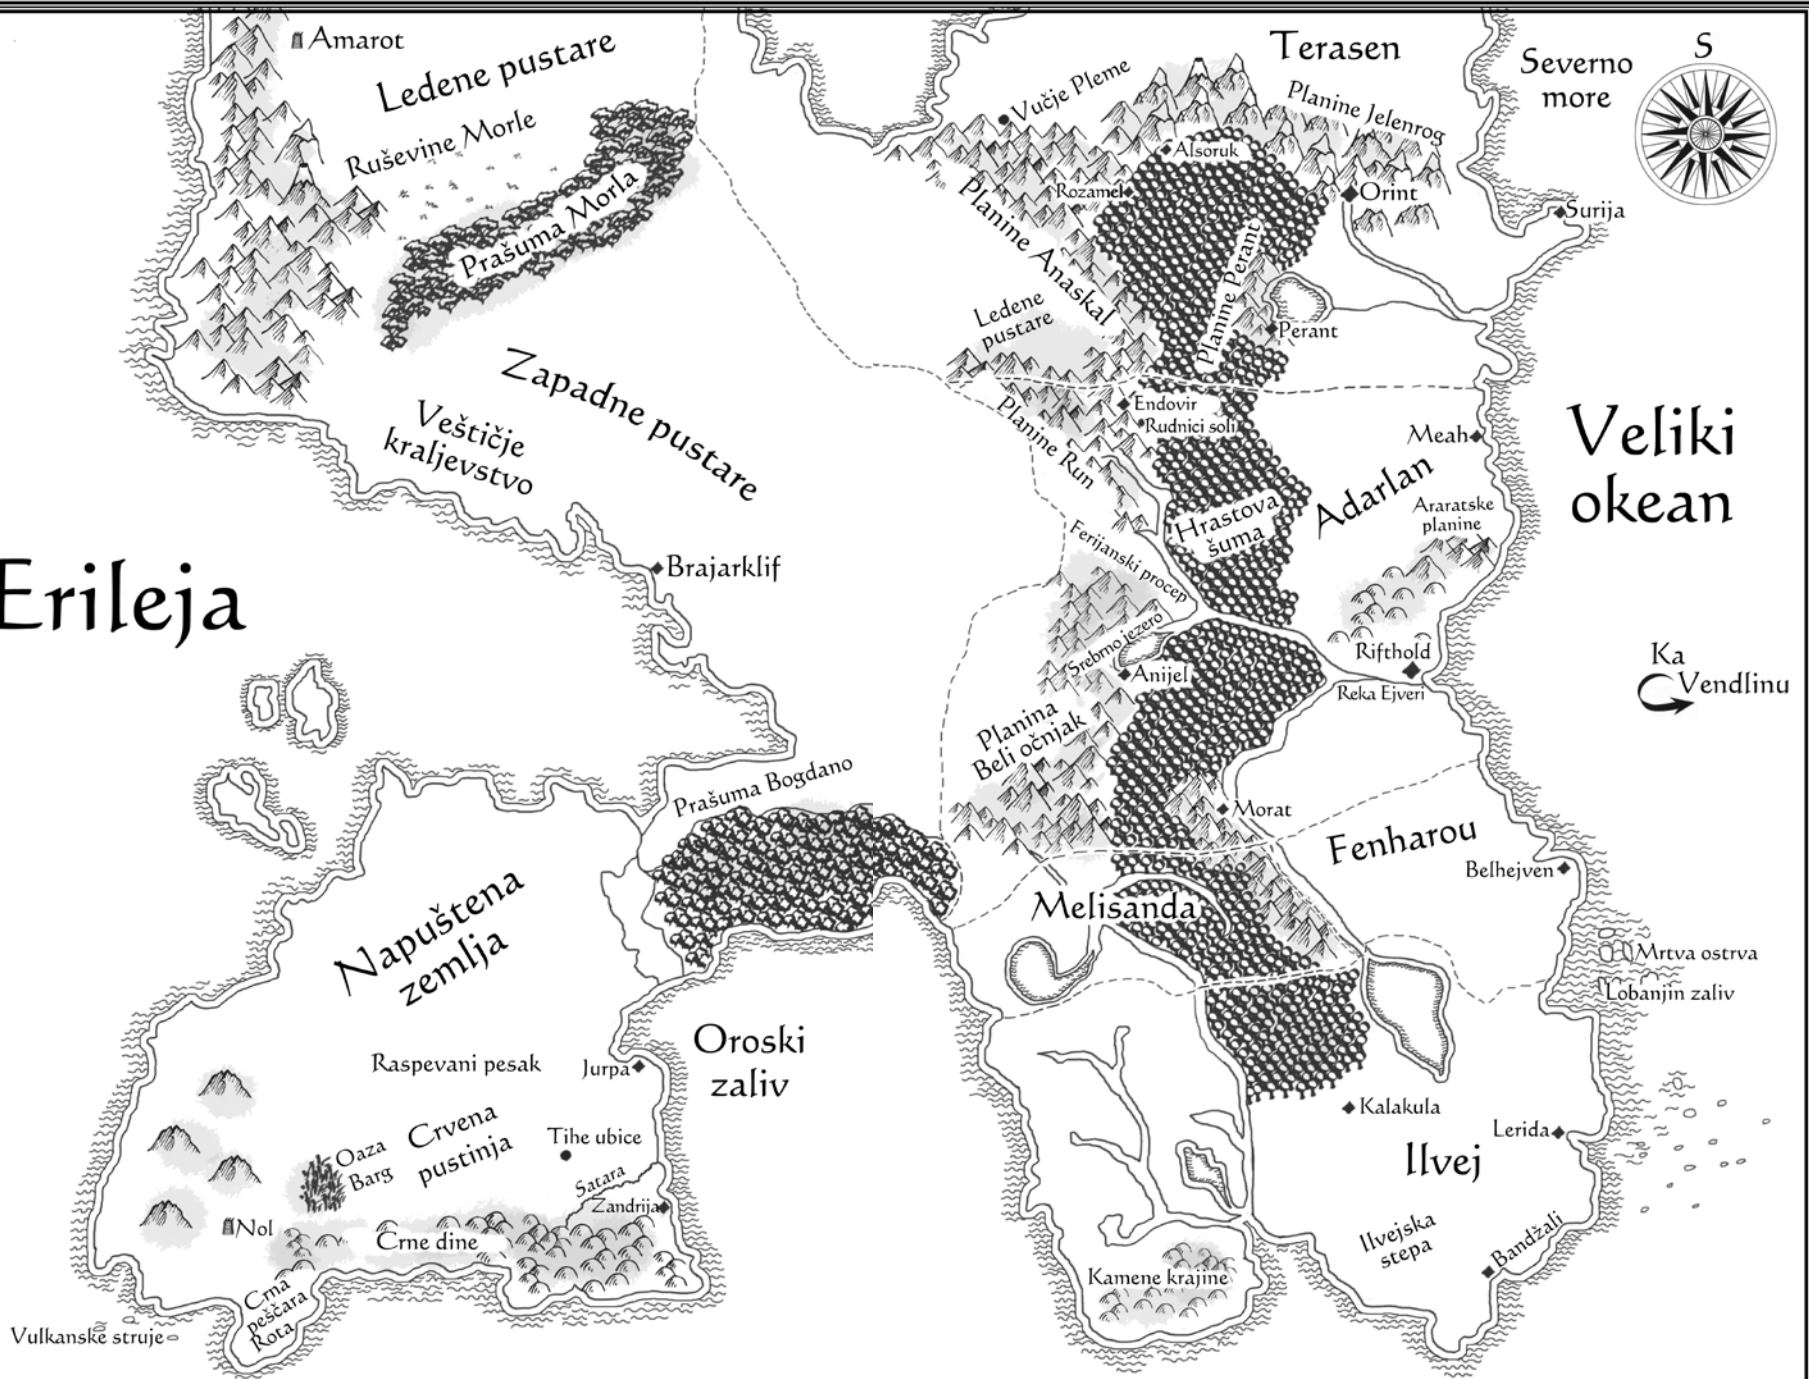 Amarot
Ledene pustare
Ruševine Morle
Prašuma Morla
Zapadne pustare
Veštičje
kraljevstvo
Brajarklif
Erileja
Terasen
Vučje Pleme
Planine Jelenrog
Severno
more
S
Alsoruk
Rozamel
Orint
Surija
Planine Anaskal
Planine Perant
Ledene
pustare
Perant
Endovir
Rudnici soli
Planine Run
Meah
Adarlan
Veliki
okean
Araratske
planine
Hrastova
šuma
Ferijanski procep
Srebrno jezero
Anijel
Rifthold
Reka Ejveri
Ka
Vendlinu
Planina
Beli očnjak
Prašuma Bogdano
Morat
Fenharou
Belhejven
Melisanda
Napuštena
zemlja
Mrtva ostrva
Lobanjin zaliv
Oroski
zaliv
Raspevani pesak
Jurpa
Kalakula
Lerida
Ilvej
Crvena
pustinja
Tihe ubice
Oaza
Barg
Satara
Zandrija
Nol
Crne dine
Ilvejska
stepa
Bandžali
Kamene krajine
Crna
peščara
Rota
Vulkanske struje